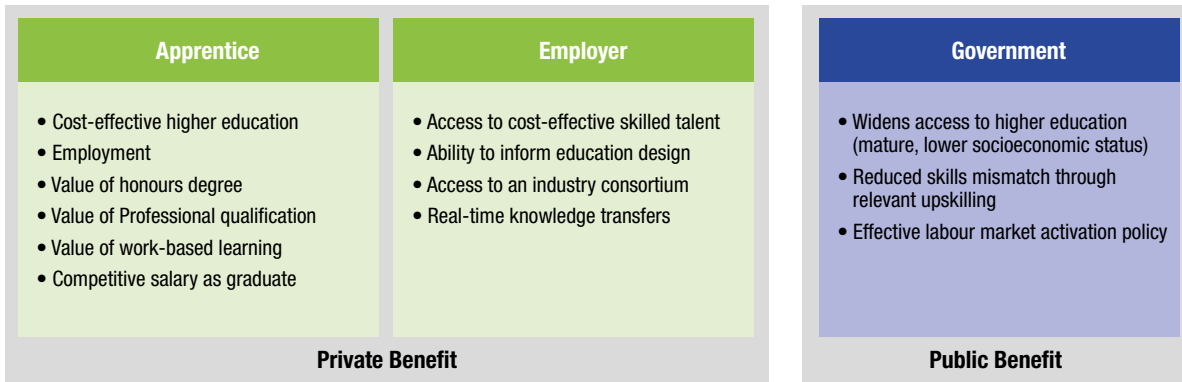 Apprentice
• Cost-effective higher education
• Employment
• Value of honours degree
• Value of Professional qualification
• Value of work-based learning
• Competitive salary as graduate
Employer
• Access to cost-effective skilled talent
• Ability to inform education design
• Access to an industry consortium
• Real-time knowledge transfers
Private Benefit
Government
• Widens access to higher education
(mature, lower socioeconomic status)
• Reduced skills mismatch through
relevant upskilling
• Effective labour market activation policy
Public Benefit